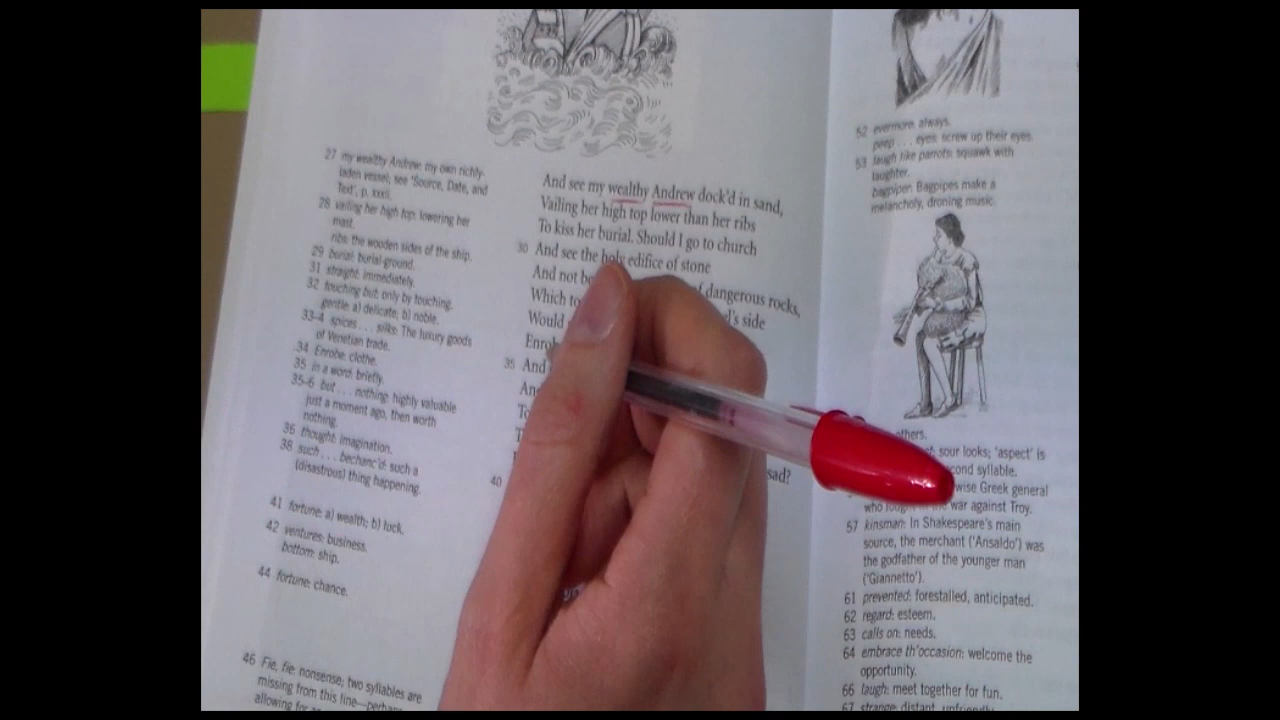 27 my wealthy Andrew: my own richly-
laden vessel; see 'Source, Date, and
Text', p. xxxii.
28 vailing her high top: lowering her
mast.
ribs: the wooden sides of the ship.
29 burial: burial-ground.
31 straight: immediately.
32 touching but: only by touching.
gentle: a) delicate; b) noble.
33–4 spices . . . silks: The luxury goods
of Venetian trade.
34 Enrobe: clothe.
35 in a word: briefly.
35–6 but . . . nothing: highly valuable
just a moment ago, then worth
nothing.
36 thought: imagination.
38 such . . . bechanc'd: such a
(disastrous) thing happening.
41 fortune: a) wealth; b) luck.
42 ventures: business.
bottom: ship.
44 fortune: chance.
46 Fie, fie: nonsense; two syllables are
missing from this line—perhaps
allowing for
And see my wealthy Andrew dock'd in sand,
Vailing her high top lower than her ribs
To kiss her burial. Should I go to church
30 And see the holy edifice of stone
And not dangerous rocks,
Which side
Would
35 And
40 sad?
52 evermore: always.
peep . . . eyes: screw up their eyes.
53 laugh like parrots: squawk with
laughter.
bagpiper: Bagpipes make a
melancholy, droning music.
others.
sour looks; 'aspect' is
syllable.
wise Greek general
who war against Troy.
57 kinsman: In Shakespeare's main
source, the merchant ('Ansaldo') was
the godfather of the younger man
('Giannetto').
61 prevented: forestalled, anticipated.
62 regard: esteem.
63 calls on: needs.
64 embrace th'occasion: welcome the
opportunity.
66 laugh: meet together for fun.
67 strange: distant, unfriendly.